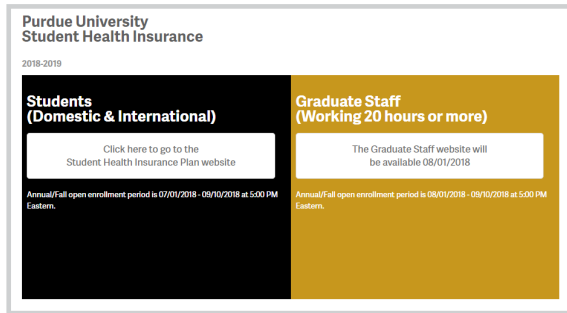 Purdue University
Student Health Insurance
2018-2019
Students
(Domestic & International)
Click here to go to the
Student Health Insurance Plan website
Annual/Fall open enrollment period is 07/01/2018 - 09/10/2018 at 5:00 PM
Eastern.
Graduate Staff
(Working 20 hours or more)
The Graduate Staff website will
be available 08/01/2018
Annual/Fall open enrollment period is 08/01/2018 - 09/10/2018 at 5:00 PM
Eastern.